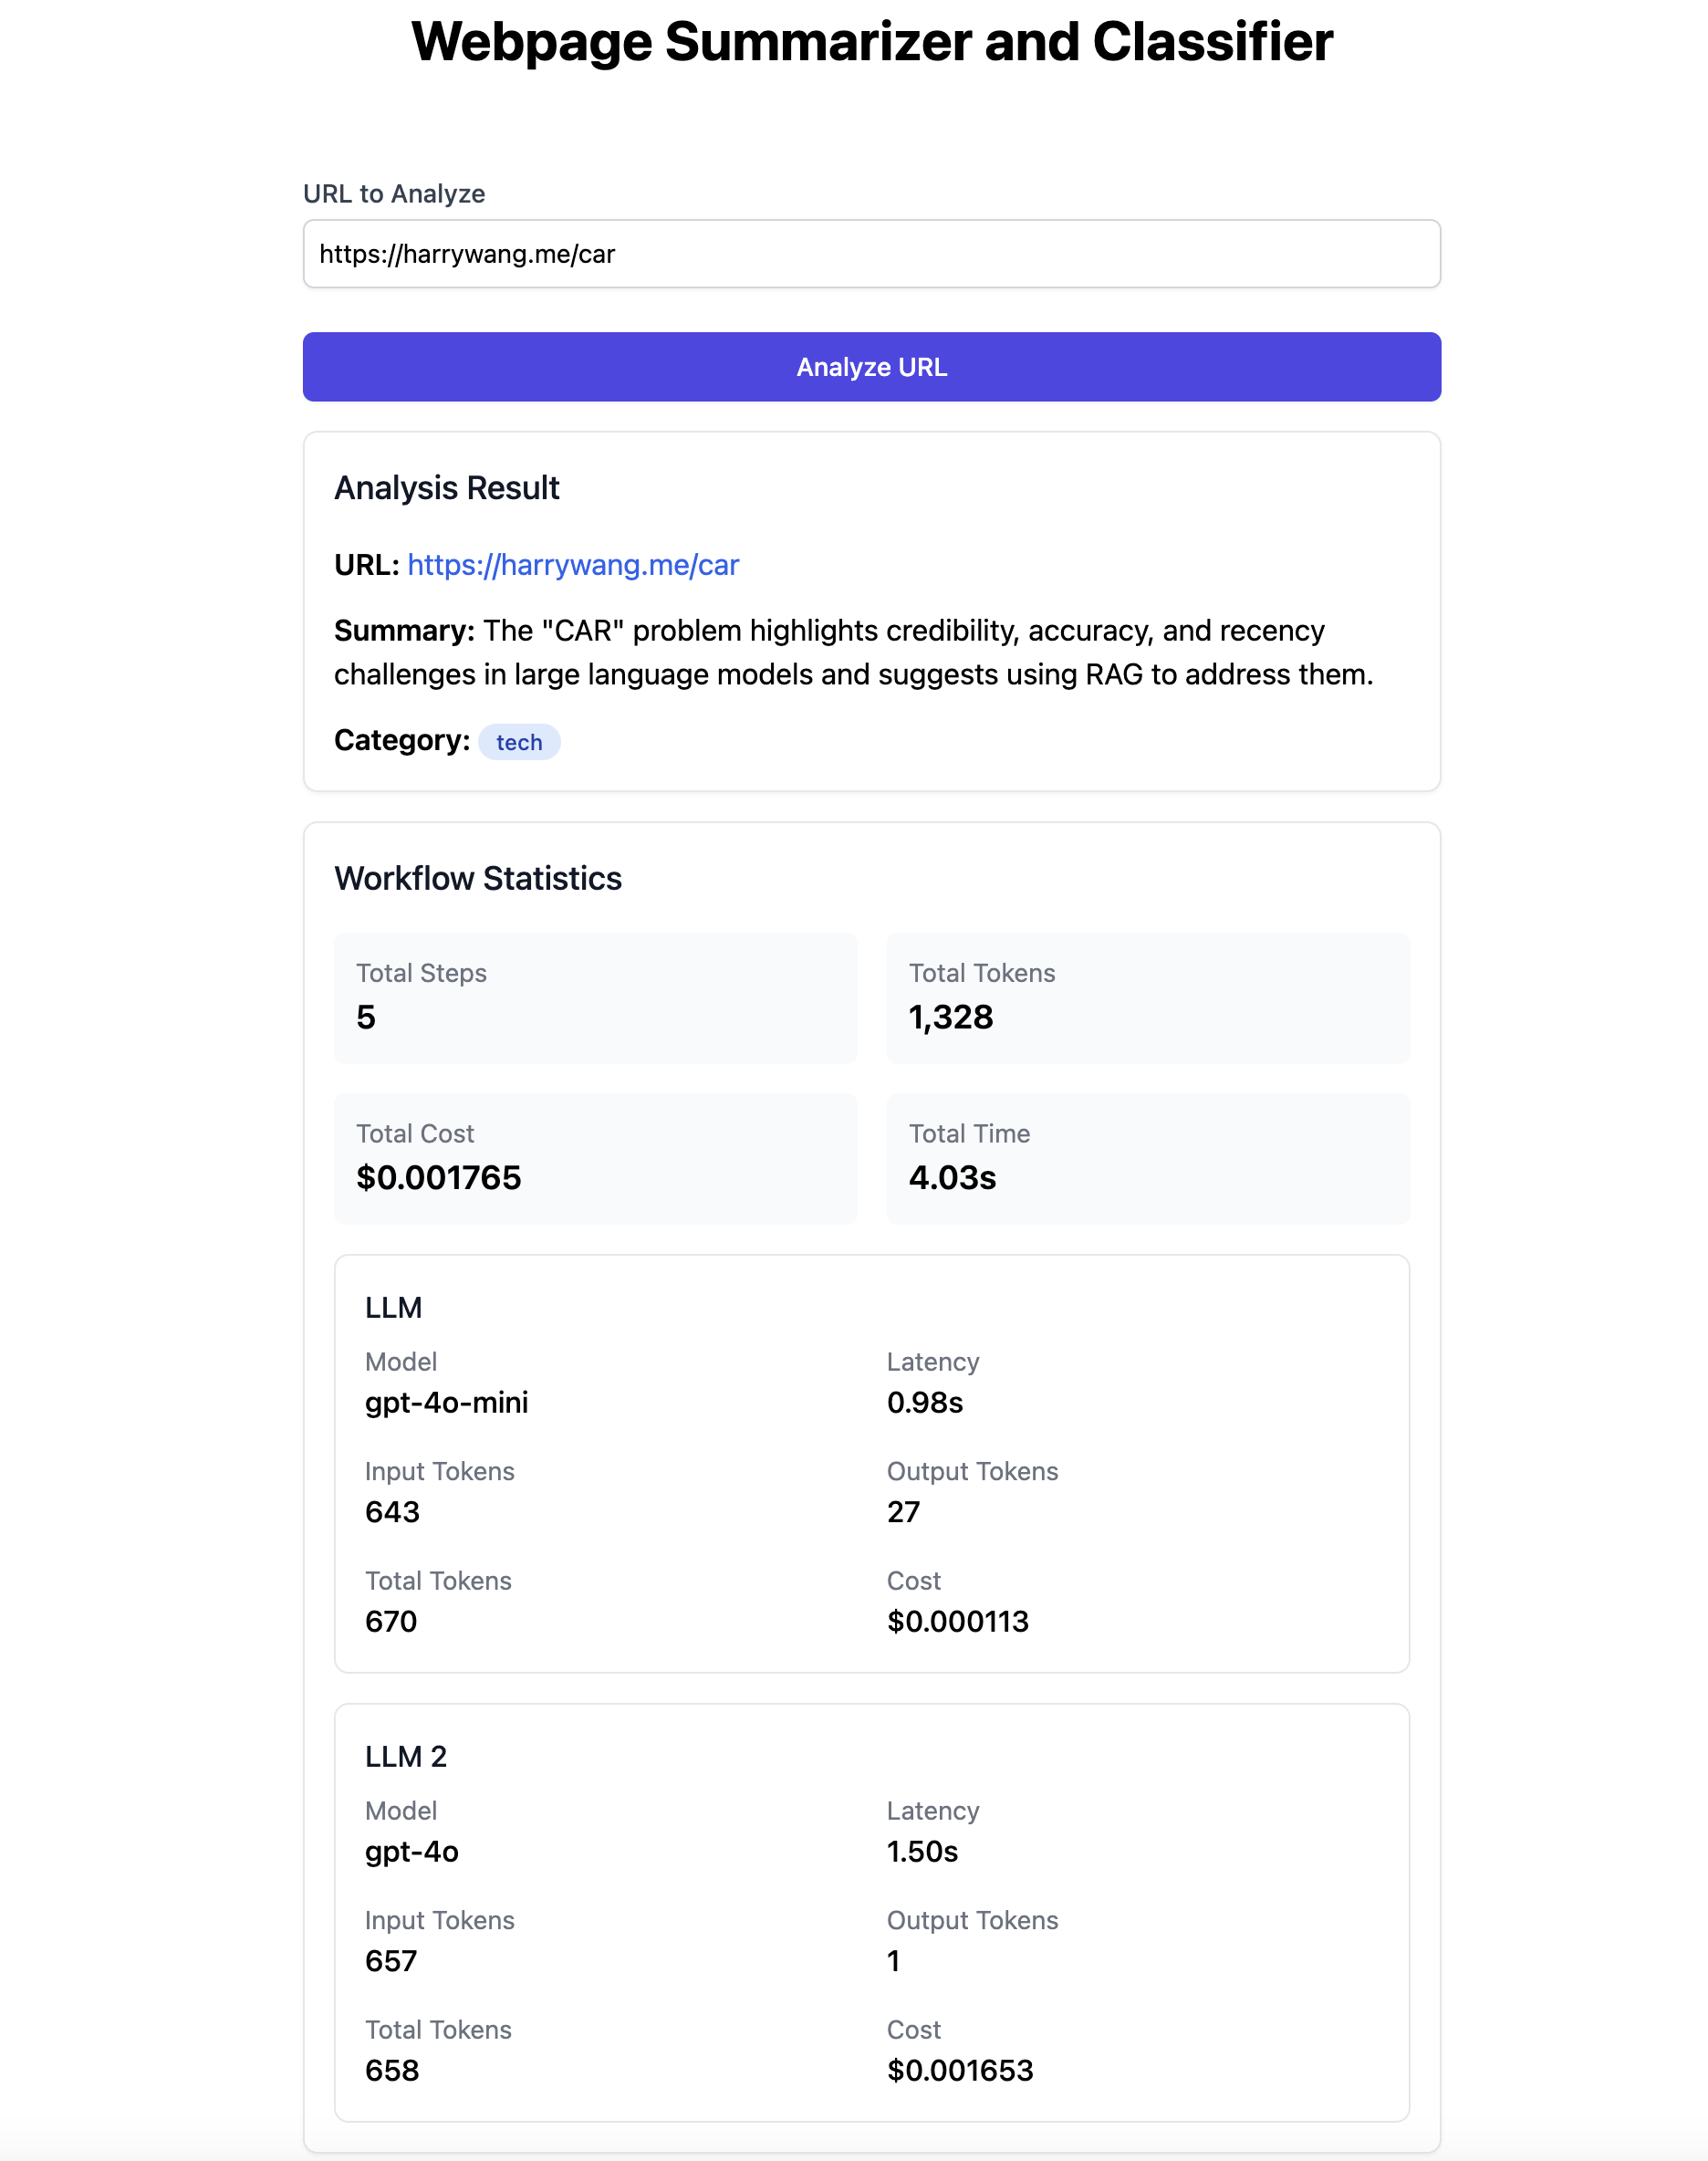 Webpage Summarizer and Classifier
URL to Analyze
https://harrywang.me/car
Analyze URL
Analysis Result
URL: https://harrywang.me/car
Summary: The "CAR" problem highlights credibility, accuracy, and recency
challenges in large language models and suggests using RAG to address them.
Category: tech
Workflow Statistics
Total Steps
5
Total Tokens
1,328
Total Cost
$0.001765
Total Time
4.03s
LLM
Model
gpt-4o-mini
Latency
0.98s
Input Tokens
643
Output Tokens
27
Total Tokens
670
Cost
$0.000113
LLM 2
Model
gpt-4o
Latency
1.50s
Input Tokens
657
Output Tokens
1
Total Tokens
658
Cost
$0.001653